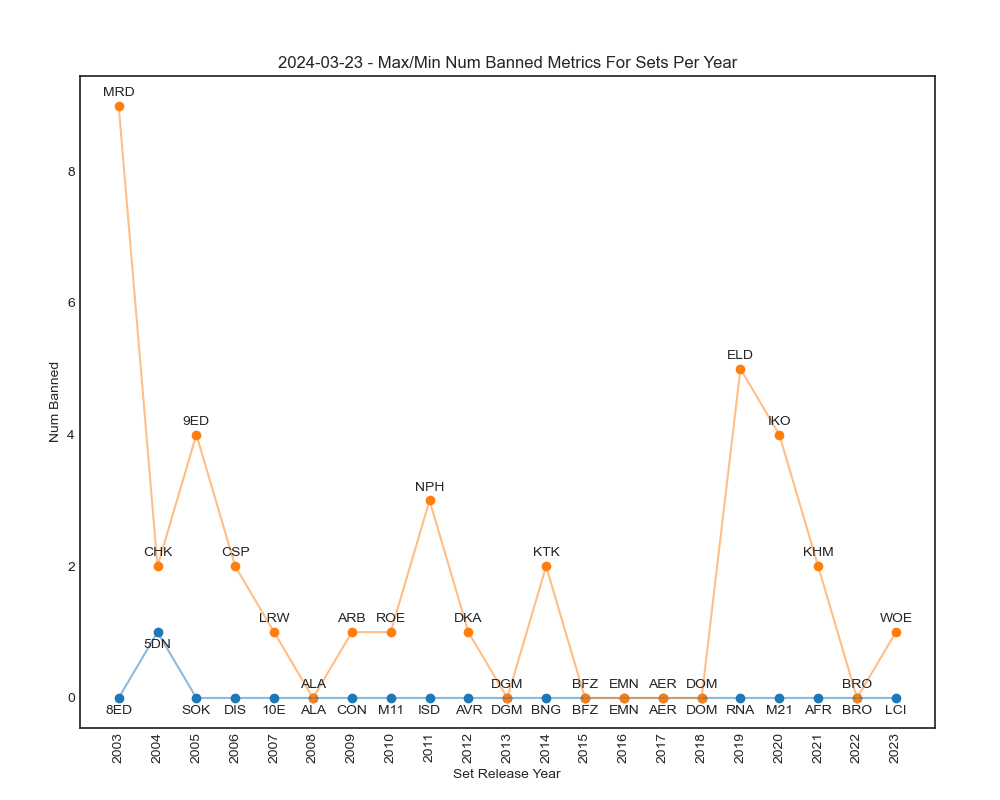 2024-03-23 - Max/Min Num Banned Metrics For Sets Per Year
MRD
8
6
ELD
Num Banned
4
9ED
IKO
NPH
2
CHK
CSP
KTK
KHM
LRW
ARB
ROE
DKA
WOE
5DN
ALA
DGM
BFZ
EMN
AER
DOM
BRO
0
8ED
SOK
DIS
10E
ALA
CON
M11
ISD
AVR
DGM
BNG
BFZ
EMN
AER
DOM
RNA
M21
AFR
BRO
LCI
2003
2004
2005
2006
2007
2008
2009
2010
2011
2012
2013
2014
2015
2016
2017
2018
2019
2020
2021
2022
2023
Set Release Year